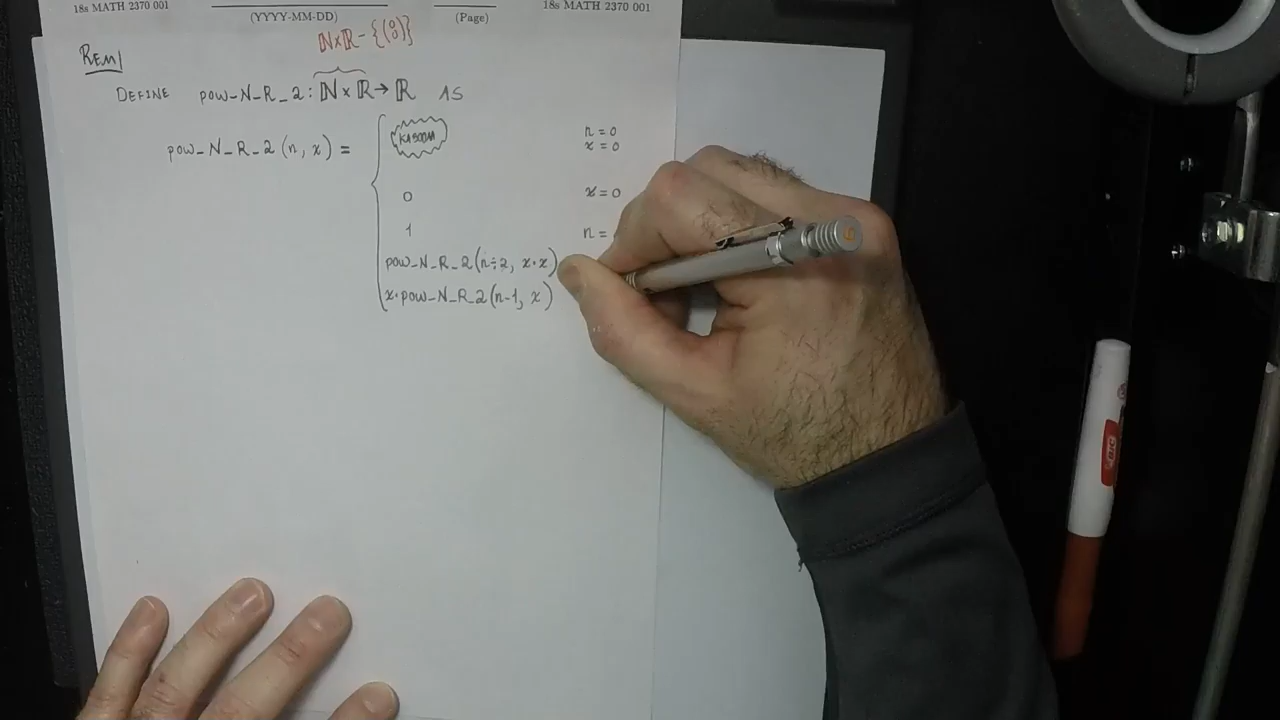 18s MATH 2370 001
(YYYY-MM-DD)
(Page)
18s MATH 2370 001
ℕ×ℝ-{(0 0)}
REM
DEFINE pow_N_R_2: ℕ × ℝ → ℝ AS
pow_N_R_2 (n, x) =
KABOOM n = 0
x = 0
0 x = 0
1 n =
pow_N_R_2(n÷2, x·x)
x·pow_N_R_2(n-1, x)
BIC